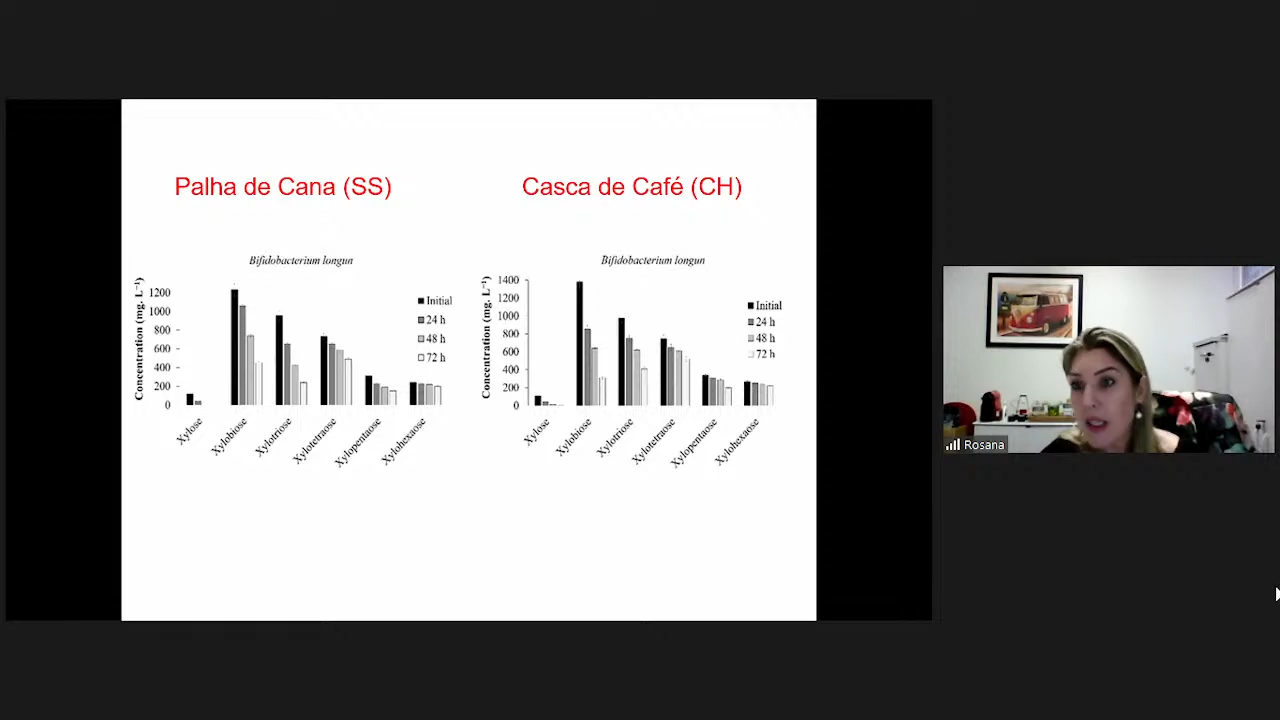 Palha de Cana (SS)
Casca de Café (CH)
Bifidobacterium longun
Concentration (mg. L⁻¹)
1200
1000
800
600
400
200
0
Initial
24 h
48 h
72 h
Xylose
Xylobiose
Xylotriose
Xylotetraose
Xylopentaose
Xylohexaose
Bifidobacterium longun
Concentration (mg. L⁻¹)
1400
1200
1000
800
600
400
200
0
Initial
24 h
48 h
72 h
Xylose
Xylobiose
Xylotriose
Xylotetraose
Xylopentaose
Xylohexaose
Rosana